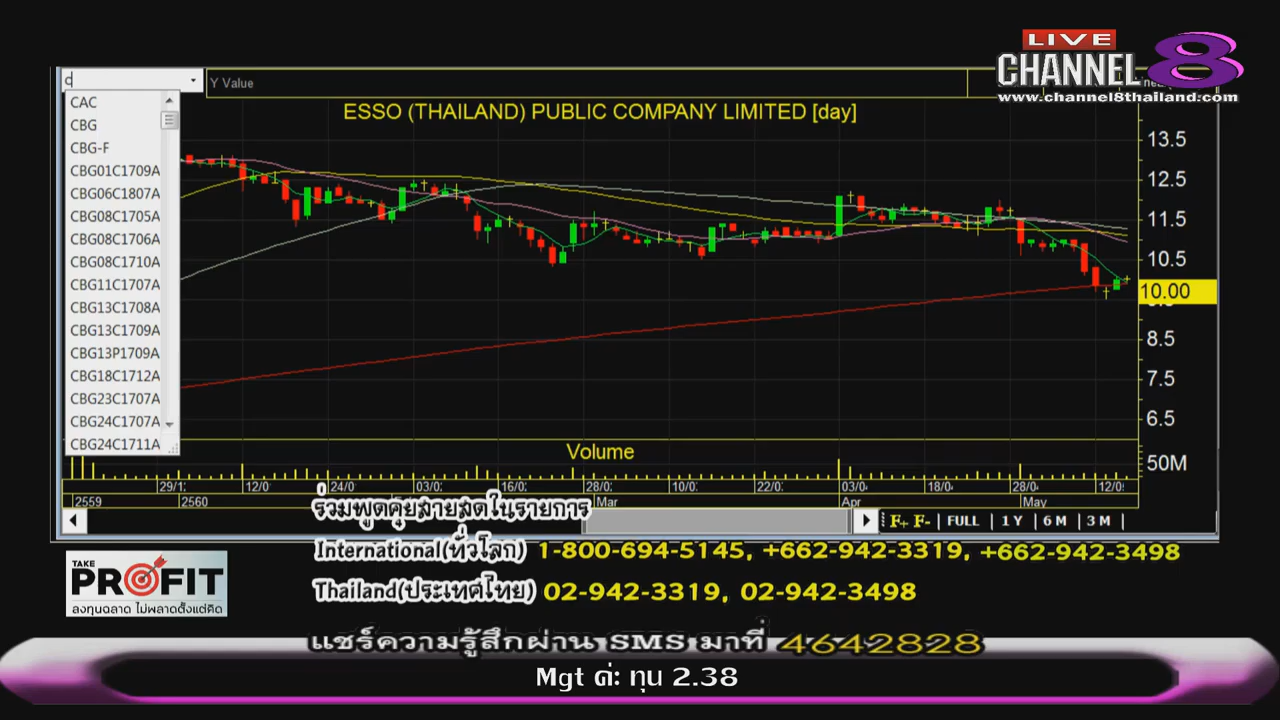 LIVE
CHANNEL 8
www.channel8thailand.com
c
Y Value
ESSO (THAILAND) PUBLIC COMPANY LIMITED [day]
CAC
CBG
CBG-F
CBG01C1709A
CBG06C1807A
CBG08C1705A
CBG08C1706A
CBG08C1710A
CBG11C1707A
CBG13C1708A
CBG13C1709A
CBG13P1709A
CBG18C1712A
CBG23C1707A
CBG24C1707A
CBG24C1711A
13.5
12.5
11.5
10.5
10.00
8.5
7.5
6.5
Volume
50M
29/1: 12/0 24/0 03/0 16/0 28/0: 10/0: 22/0: 03/0: 18/0 28/0 12/0
2559 2560 Mar Apr May
F+ F- FULL 1 Y 6 M 3 M
ร่วมพูดคุยสายสดในรายการ
International(ทั่วโลก) 1-800-694-5145, +662-942-3319, +662-942-3498
Thailand(ประเทศไทย) 02-942-3319, 02-942-3498
TAKE
PROFIT
ลงทุนฉลาด ไม่พลาดตั้งแต่คิด
แชร์ความรู้สึกผ่าน SMS มาที่ 4642828
Mgt ค่: ทุน 2.38